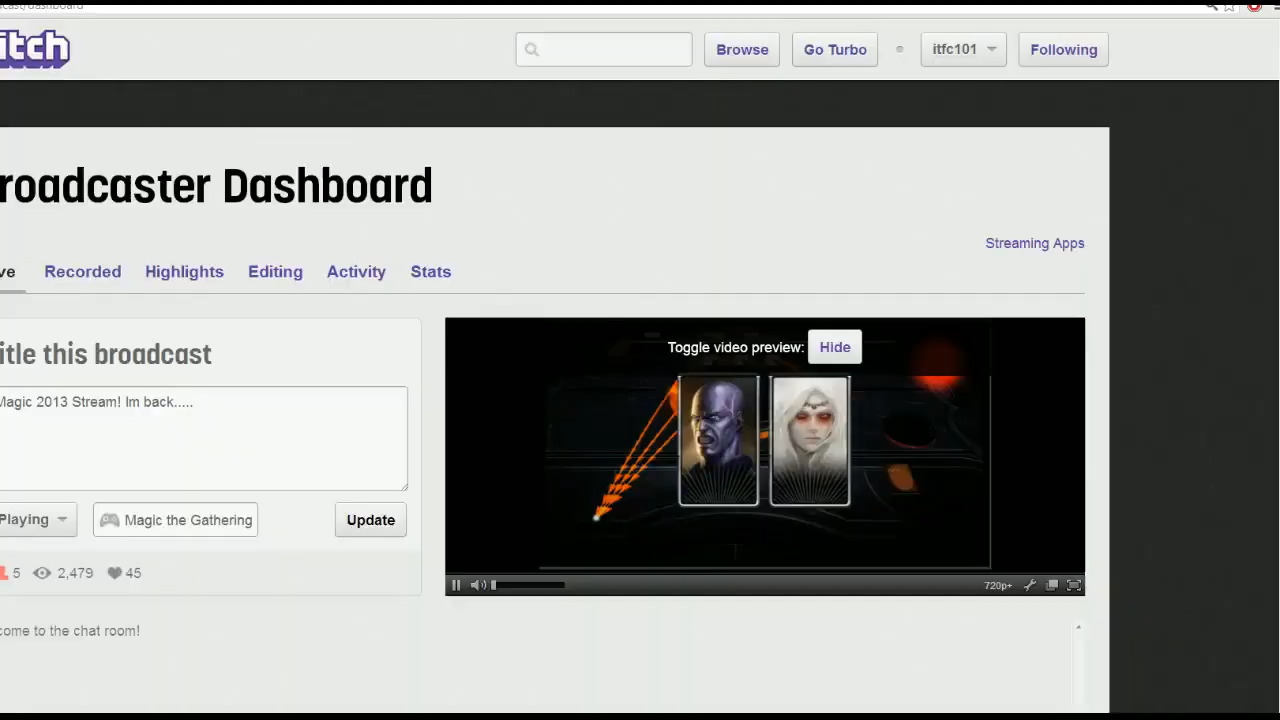 cast/dashboard
itch
Browse
Go Turbo
itfc101
Following
roadcaster Dashboard
Streaming Apps
ve
Recorded
Highlights
Editing
Activity
Stats
itle this broadcast
Magic 2013 Stream! Im back.....
Toggle video preview: Hide
Playing
Magic the Gathering
Update
5
2,479
45
720p+
come to the chat room!